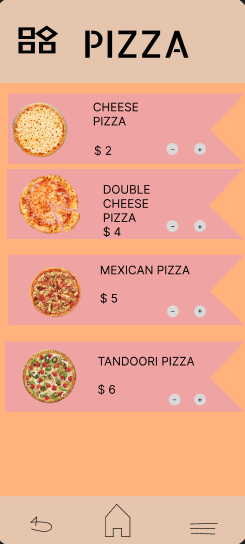 PIZZA
CHEESE
PIZZA
$ 2
- +
DOUBLE
CHEESE
PIZZA
$ 4
- +
MEXICAN PIZZA
$ 5
- +
TANDOORI PIZZA
$ 6
- +